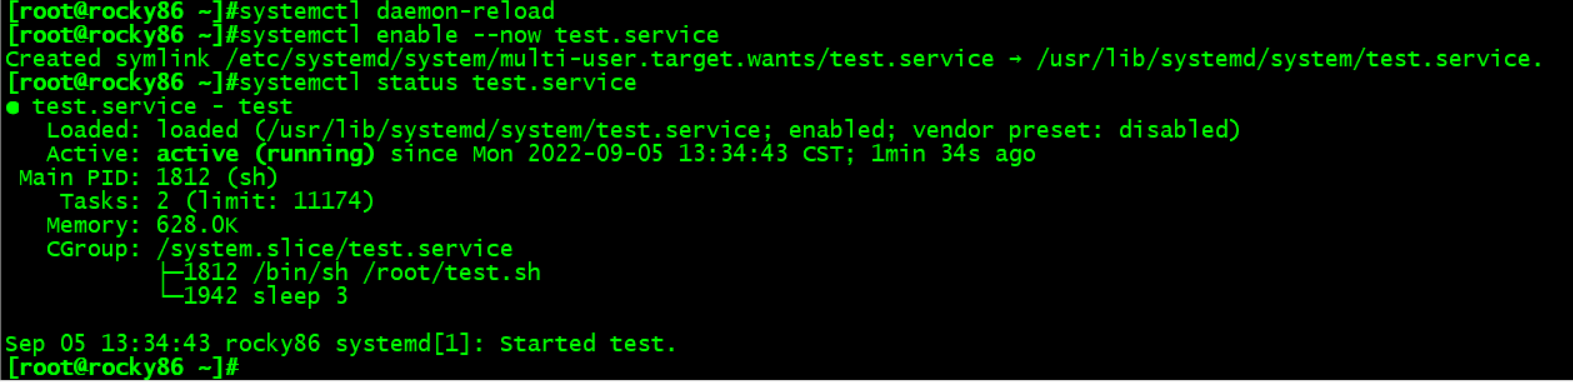 [root@rocky86 ~]#systemctl daemon-reload
[root@rocky86 ~]#systemctl enable --now test.service
Created symlink /etc/systemd/system/multi-user.target.wants/test.service → /usr/lib/systemd/system/test.service.
[root@rocky86 ~]#systemctl status test.service
● test.service - test
   Loaded: loaded (/usr/lib/systemd/system/test.service; enabled; vendor preset: disabled)
   Active: active (running) since Mon 2022-09-05 13:34:43 CST; 1min 34s ago
 Main PID: 1812 (sh)
    Tasks: 2 (limit: 11174)
   Memory: 628.0K
   CGroup: /system.slice/test.service
           ├─1812 /bin/sh /root/test.sh
           └─1942 sleep 3

Sep 05 13:34:43 rocky86 systemd[1]: Started test.
[root@rocky86 ~]#